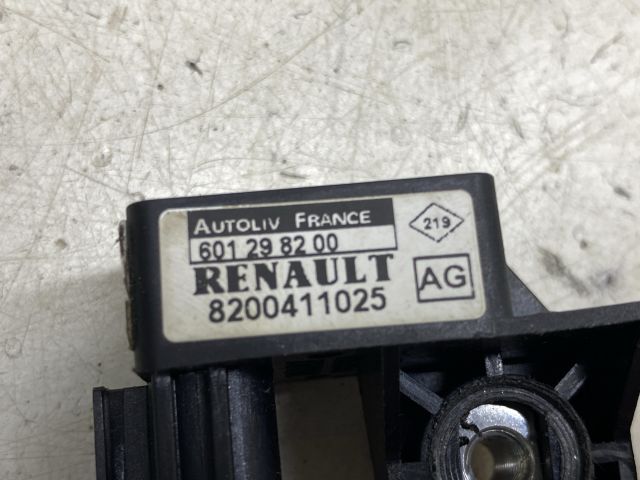 AUTOLIV FRANCE
601 29 82 00
RENAULT
8200411025
219
AG